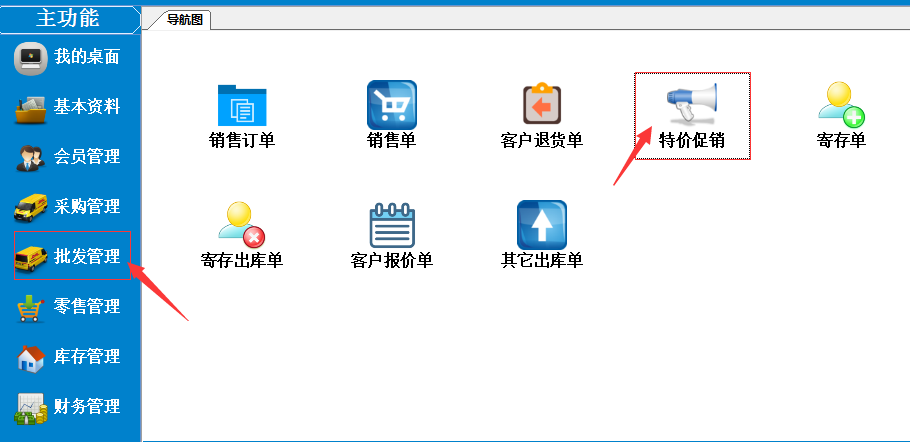 主功能
我的桌面
基本资料
会员管理
采购管理
批发管理
零售管理
库存管理
财务管理
导航图
销售订单
销售单
客户退货单
特价促销
寄存单
寄存出库单
客户报价单
其它出库单